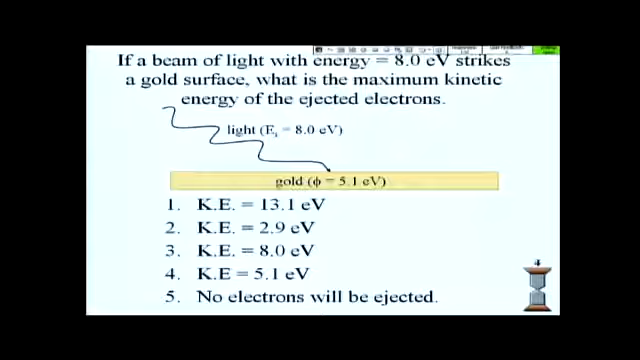 If a beam of light with energy = 8.0 eV strikes
a gold surface, what is the maximum kinetic
energy of the ejected electrons.
light (Eᵢ = 8.0 eV)
gold (ϕ = 5.1 eV)
1. K.E. = 13.1 eV
2. K.E. = 2.9 eV
3. K.E. = 8.0 eV
4. K.E = 5.1 eV
5. No electrons will be ejected.
4